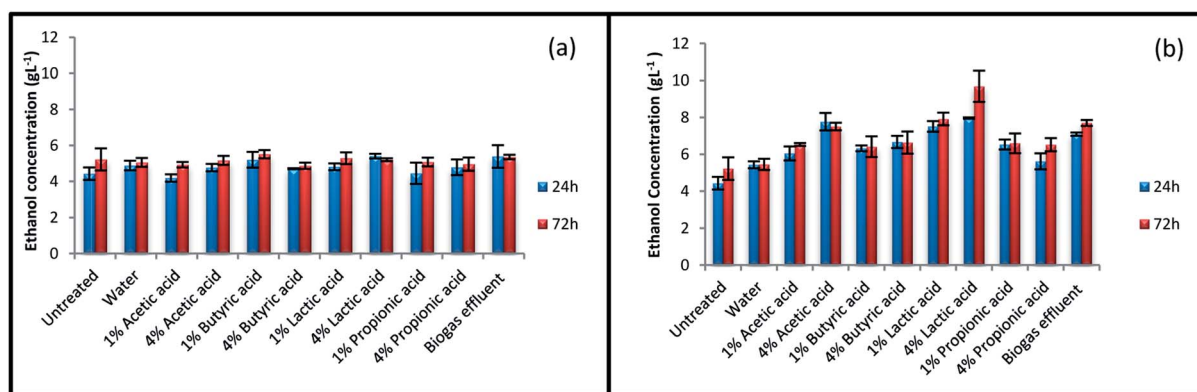 (a)
Ethanol concentration (gL-1)
12
10
8
6
4
2
0
24h
72h
Untreated
Water
1% Acetic acid
4% Acetic acid
1% Butyric acid
4% Butyric acid
1% Lactic acid
4% Lactic acid
1% Propionic acid
4% Propionic acid
Biogas effluent
(b)
Ethanol Concentration (gL-1)
12
10
8
6
4
2
0
24h
72h
Untreated
Water
1% Acetic acid
4% Acetic acid
1% Butyric acid
4% Butyric acid
1% Lactic acid
4% Lactic acid
1% Propionic acid
4% Propionic acid
Biogas effluent